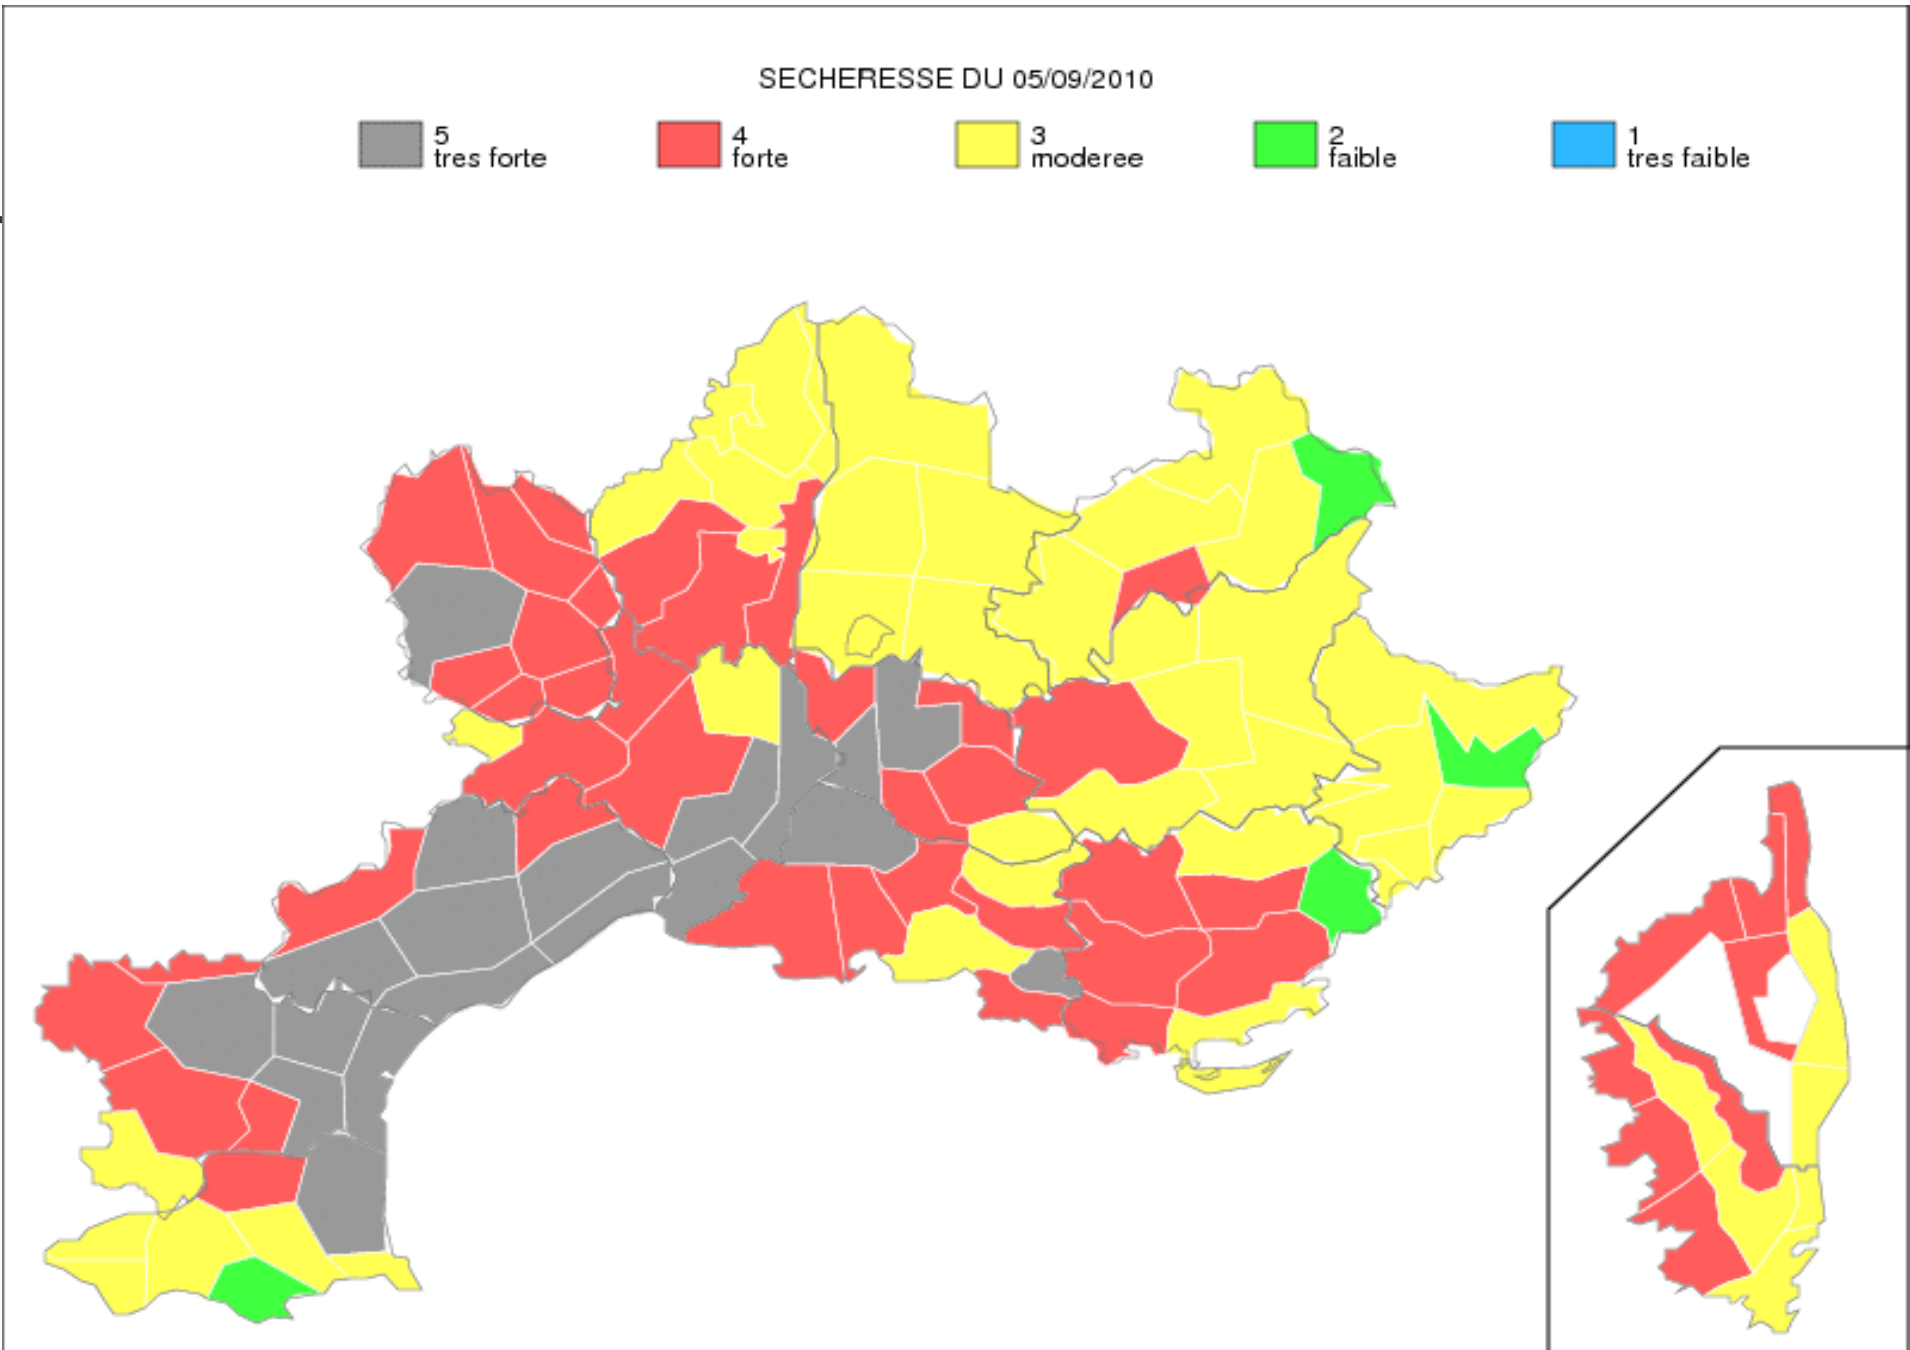 SECHERESSE DU 05/09/2010
5
tres forte
4
forte
3
moderee
2
faible
1
tres faible